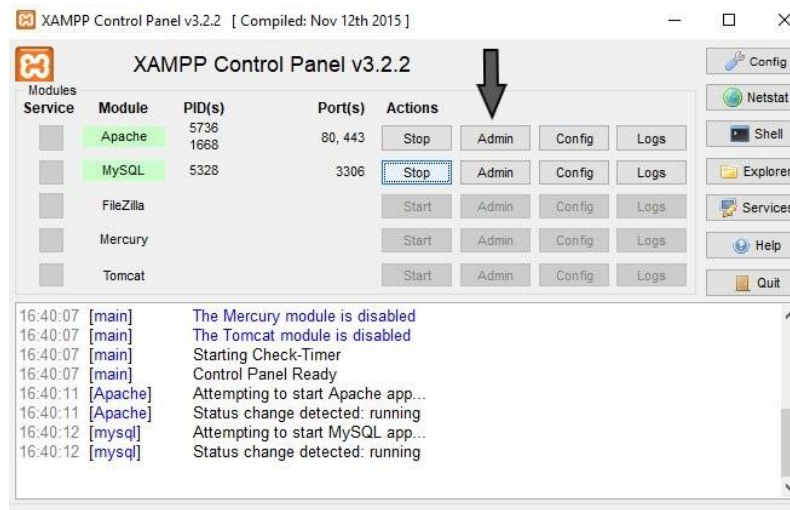 XAMPP Control Panel v3.2.2 [ Compiled: Nov 12th 2015 ]
XAMPP Control Panel v3.2.2
Config
Modules
Service Module PID(s) Port(s) Actions
Netstat
Apache 5736 1668 80, 443 Stop Admin Config Logs
Shell
MySQL 5328 3306 Stop Admin Config Logs
Explorer
FileZilla Start Admin Config Logs
Services
Mercury Start Admin Config Logs
Help
Tomcat Start Admin Config Logs
Quit
16:40:07 [main] The Mercury module is disabled
16:40:07 [main] The Tomcat module is disabled
16:40:07 [main] Starting Check-Timer
16:40:07 [main] Control Panel Ready
16:40:11 [Apache] Attempting to start Apache app...
16:40:11 [Apache] Status change detected: running
16:40:12 [mysql] Attempting to start MySQL app...
16:40:12 [mysql] Status change detected: running